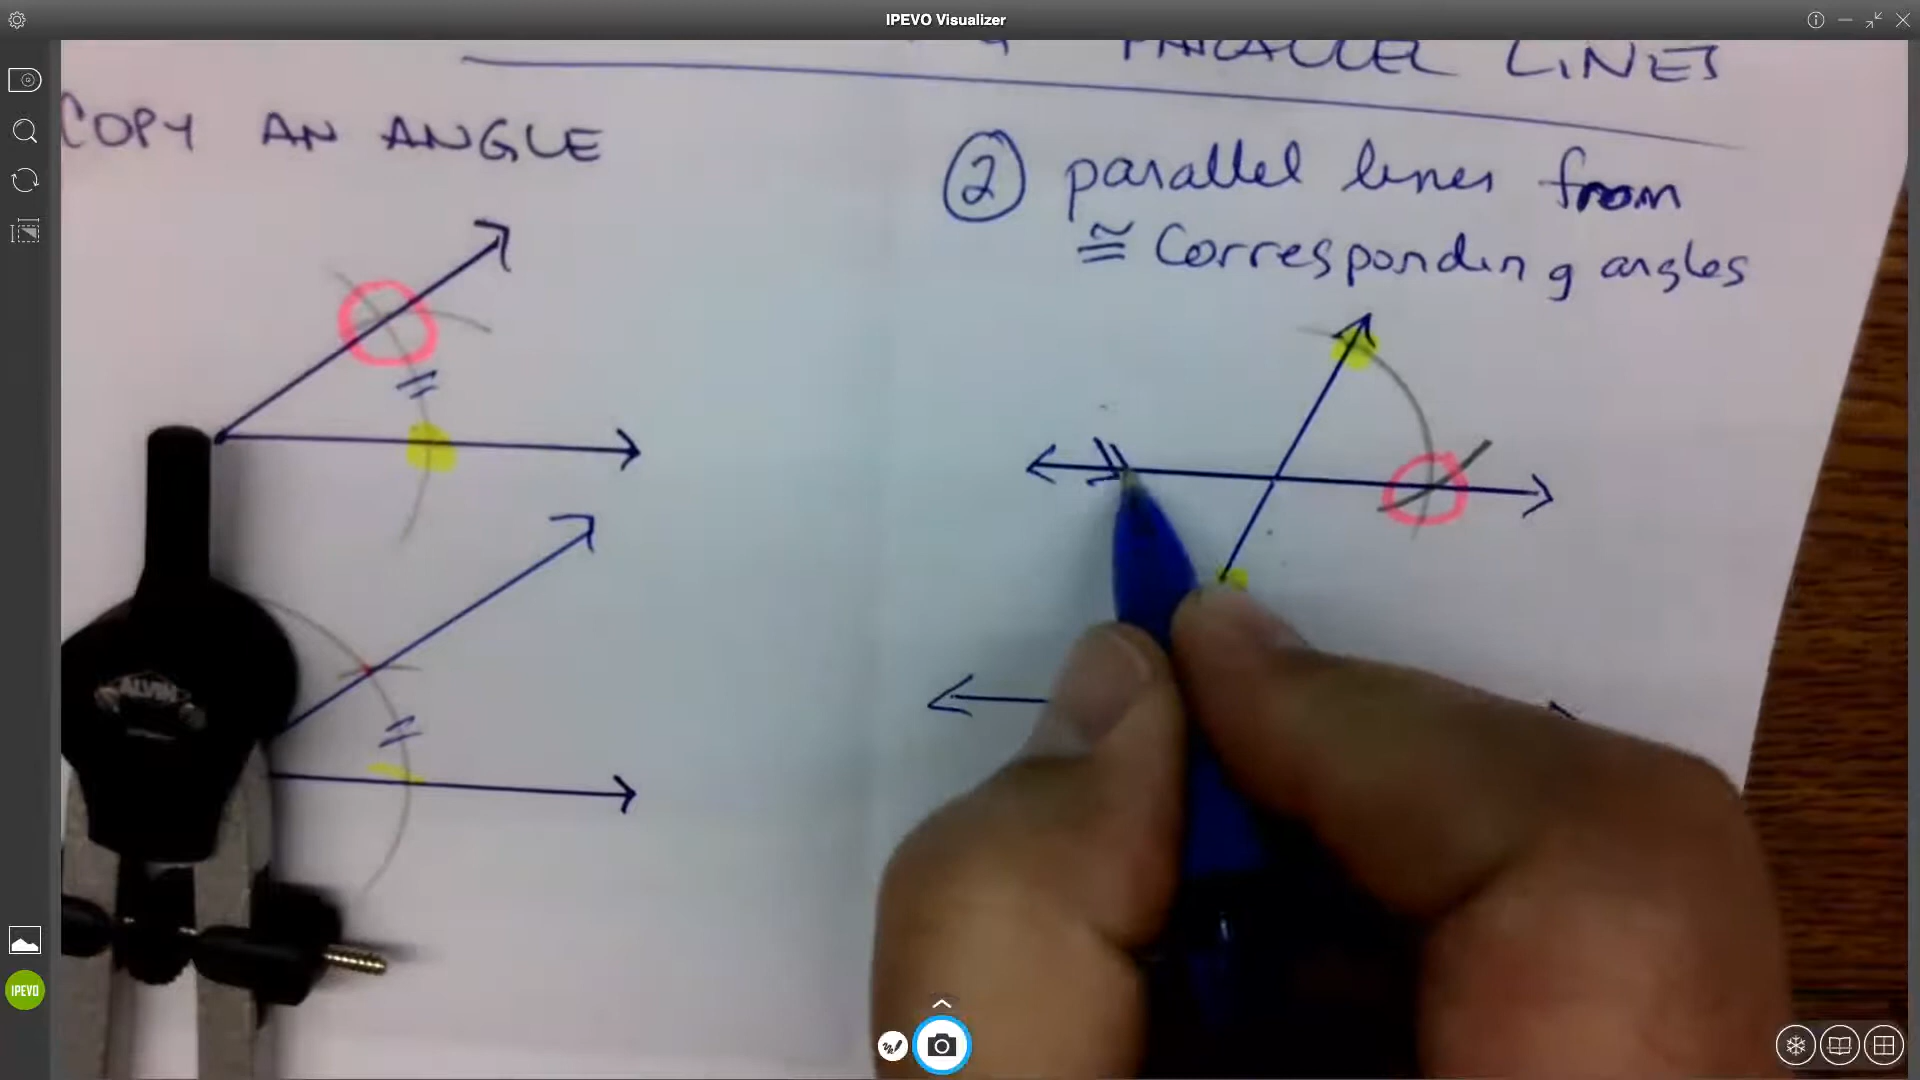 IPEVO Visualizer
PARALLEL LINES
COPY AN ANGLE
2 parallel lines from
≅ Corresponding angles
ALVIN
IPEVO